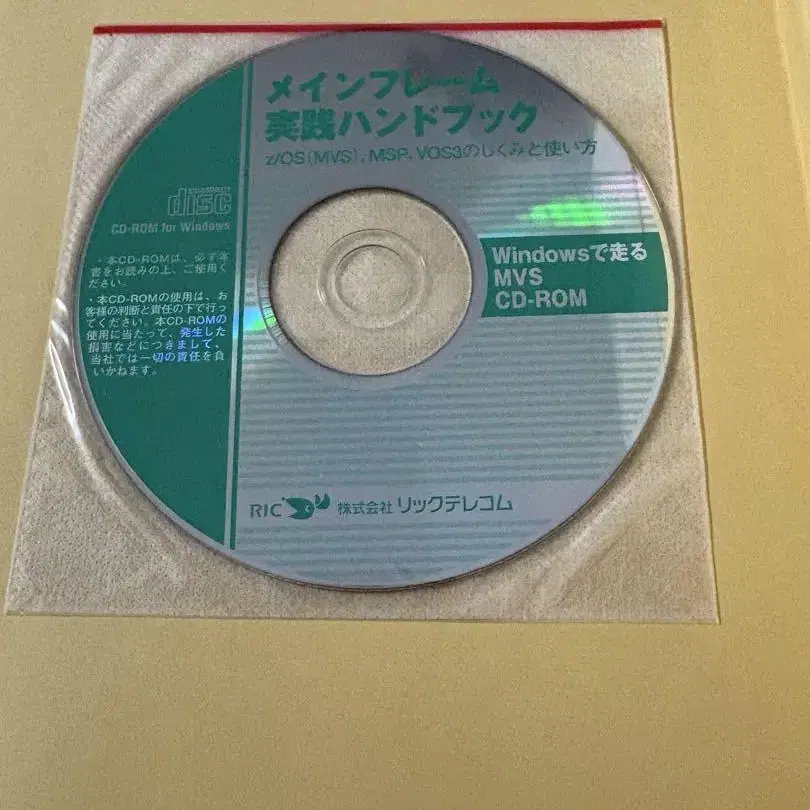 メインフレーム
実践ハンドブック
z/OS(MVS)、MSP、VOS3のしくみと使い方
COMPACT
disc
CD-ROM for Windows
・本CD-ROMは、必ず本
書をお読みの上、ご使用く
ださい。
・本CD-ROMの使用は、お
客様の判断と責任の下で行っ
てください。本CD-ROMの
使用に当たって、発生した
損害などにつきまして、
当社では一切の責任を負
いかねます。
Windowsで走る
MVS
CD-ROM
RIC 株式会社 リックテレコム